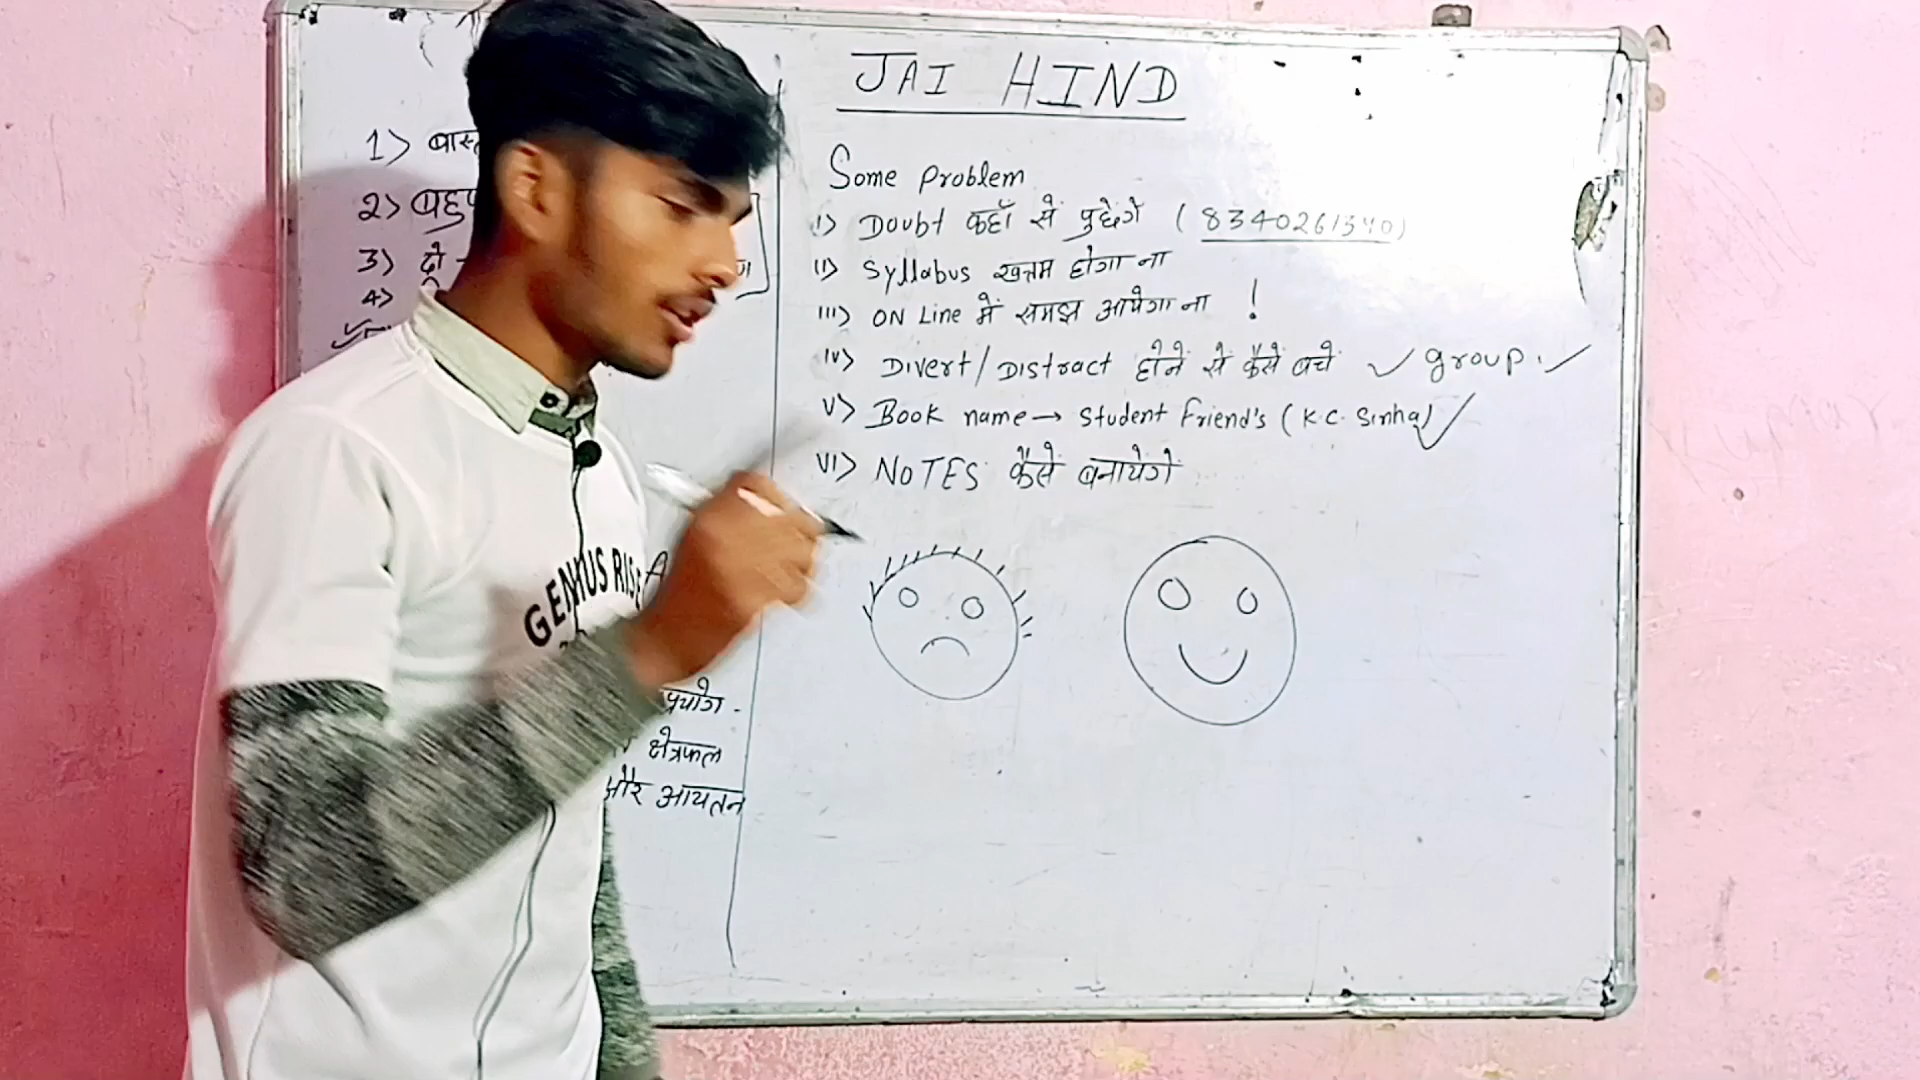 JAI HIND
1> वास्
2> बहुप
3> दो
4>
Some Problem
I> Doubt कहाँ से पुछेंगे (8340261340)
II> Syllabus खत्म होगा ना
III> ON Line में समझ आयेगा ना !
IV> Divert/Distract होने से कैसे बचे ✓ group. ✓
V> Book name → Student Friend's (K.C. Sinha) ✓
VI> NOTES कैसे बनायेंगे
GENIUS RISE
प्रयोग -
क्षेत्रफल
और आयतन